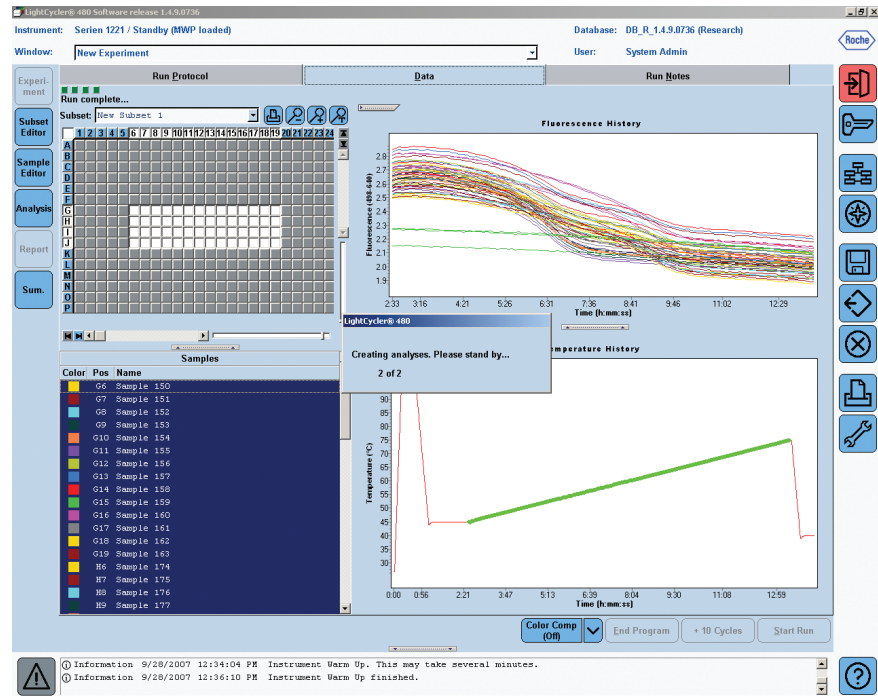 LightCycler® 480 Software release 1.4.9.0736
Instrument: Serien 1221 / Standby (MWP loaded)
Database: DB_R_1.4.9.0736 (Research)
Window: New Experiment
User: System Admin
Roche
Experi-
ment
Subset
Editor
Sample
Editor
Analysis
Report
Sum.
Run Protocol
Data
Run Notes
Run complete...
Subset: New Subset 1
1 2 3 4 5 6 7 8 9 10 11 12 13 14 15 16 17 18 19 20 21 22 23 24
A
B
C
D
E
F
G
H
I
J
K
L
M
N
O
P
Fluorescence History
Fluorescence (498-640)
2.8
2.7
2.6
2.5
2.4
2.3
2.2
2.1
2.0
1.9
2:33 3:16 4:21 5:26 6:31 7:36 8:41 9:46 11:02 12:29
Time (h:mm:ss)
LightCycler® 480
Creating analyses. Please stand by...
2 of 2
emperature History
Temperature (°C)
90
85
80
75
70
65
60
55
50
45
40
35
30
0:00 0:56 2:21 3:47 5:13 6:39 8:04 9:30 11:08 12:59
Time (h:mm:ss)
Samples
Color Pos Name
G6 Sample 150
G7 Sample 151
G8 Sample 152
G9 Sample 153
G10 Sample 154
G11 Sample 155
G12 Sample 156
G13 Sample 157
G14 Sample 158
G15 Sample 159
G16 Sample 160
G17 Sample 161
G18 Sample 162
G19 Sample 163
H6 Sample 174
H7 Sample 175
H8 Sample 176
H9 Sample 177
Color Comp
(Off)
End Program
+ 10 Cycles
Start Run
Information 9/28/2007 12:34:04 PM Instrument Warm Up. This may take several minutes.
Information 9/28/2007 12:36:10 PM Instrument Warm Up finished.